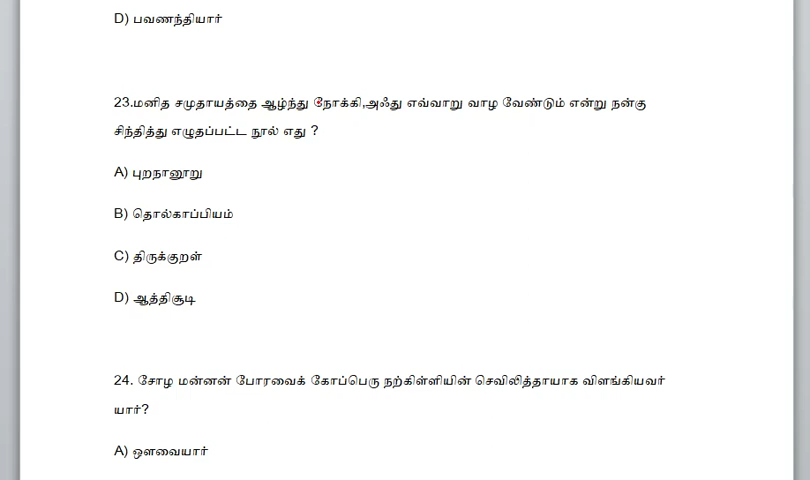 D) பவணந்தியார்
23.மனித சமுதாயத்தை ஆழ்ந்து நோக்கி,அஃது எவ்வாறு வாழ வேண்டும் என்று நன்கு
சிந்தித்து எழுதப்பட்ட நூல் எது ?
A) புறநானூறு
B) தொல்காப்பியம்
C) திருக்குறள்
D) ஆத்திசூடி
24. சோழ மன்னன் போரவைக் கோப்பெரு நற்கிள்ளியின் செவிலித்தாயாக விளங்கியவர்
யார்?
A) ஔவையார்